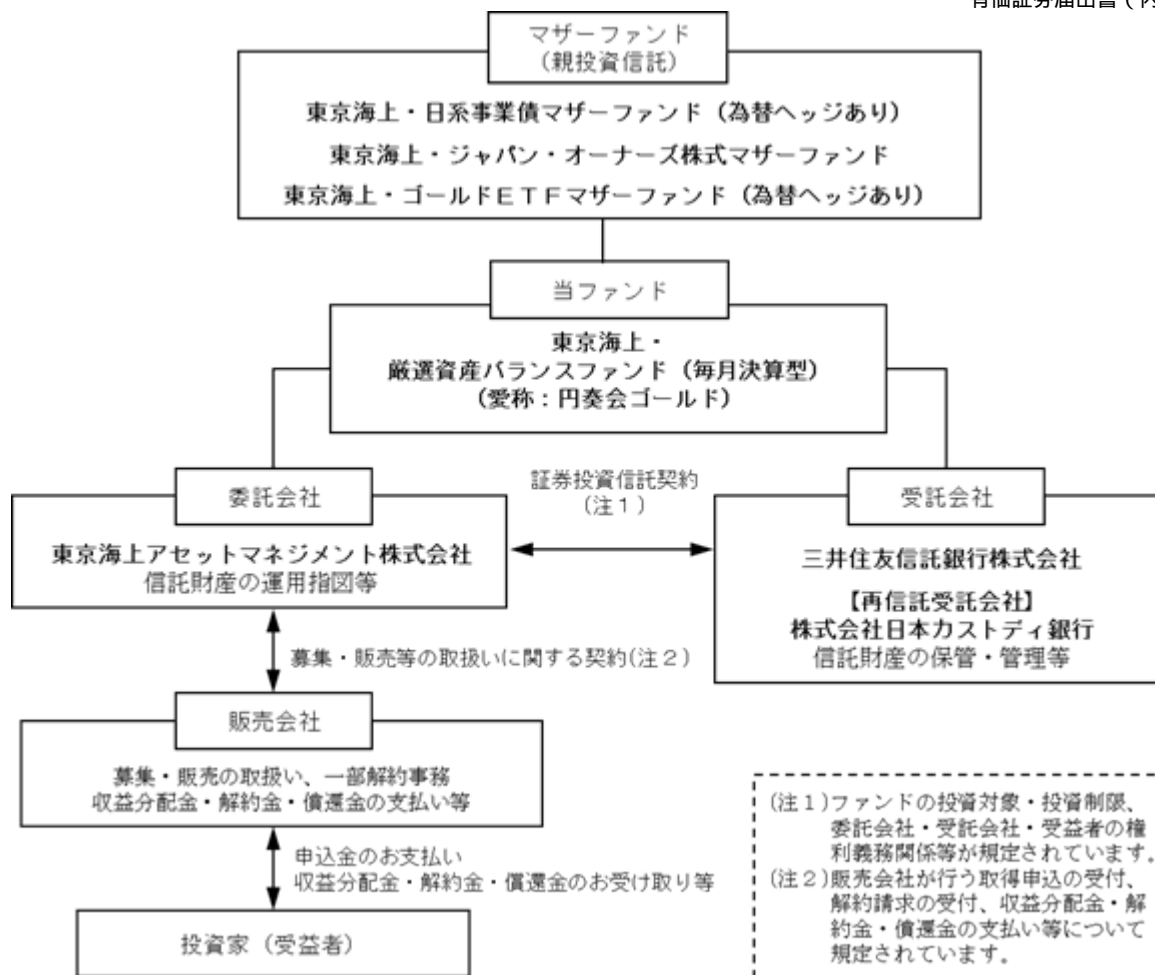 有価証券届出書（内
マザーファンド
（親投資信託）
東京海上・日系事業債マザーファンド（為替ヘッジあり）
東京海上・ジャパン・オーナーズ株式マザーファンド
東京海上・ゴールドＥＴＦマザーファンド（為替ヘッジあり）
当ファンド
東京海上・
厳選資産バランスファンド（毎月決算型）
（愛称：円奏会ゴールド）
委託会社
東京海上アセットマネジメント株式会社
信託財産の運用指図等
証券投資信託契約
（注１）
受託会社
三井住友信託銀行株式会社
【再信託受託会社】
株式会社日本カストディ銀行
信託財産の保管・管理等
募集・販売等の取扱いに関する契約(注２)
販売会社
募集・販売の取扱い、一部解約事務
収益分配金・解約金・償還金の支払い等
申込金のお支払い
収益分配金・解約金・償還金のお受け取り等
投資家（受益者）
(注１)ファンドの投資対象・投資制限、
委託会社・受託会社・受益者の権
利義務関係等が規定されています。
(注２)販売会社が行う取得申込の受付、
解約請求の受付、収益分配金・解
約金・償還金の支払い等について
規定されています。